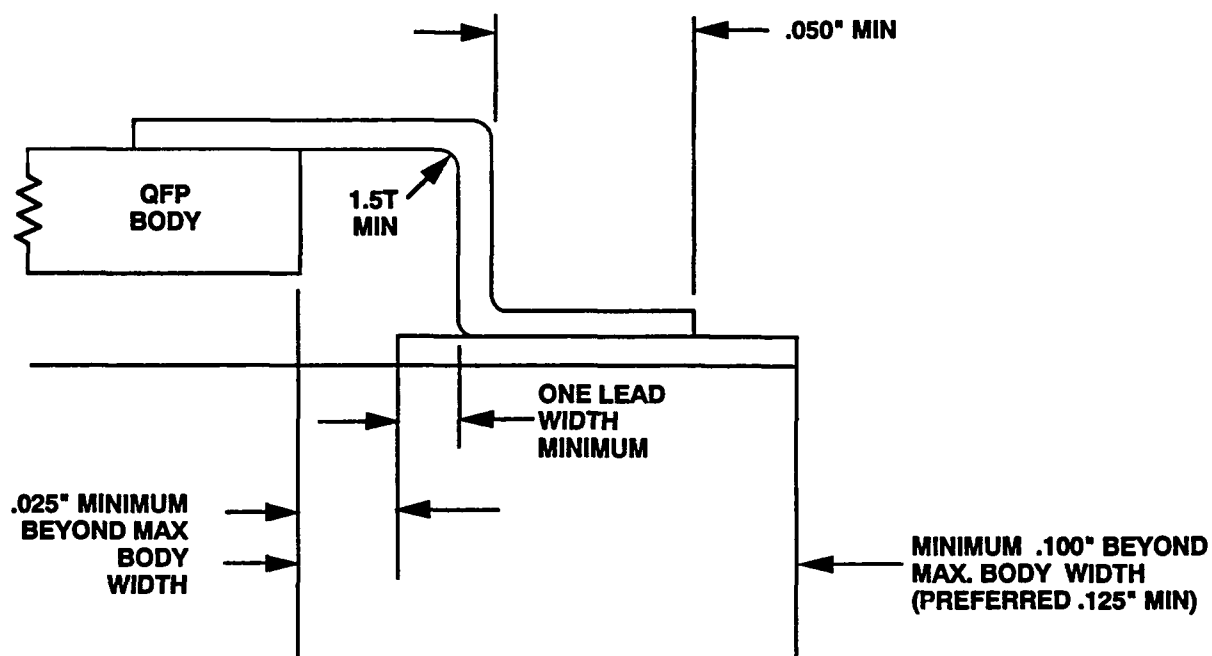 .050" MIN
QFP
BODY
1.5T
MIN
ONE LEAD
WIDTH
MINIMUM
.025" MINIMUM
BEYOND MAX
BODY
WIDTH
MINIMUM .100" BEYOND
MAX. BODY WIDTH
(PREFERRED .125" MIN)